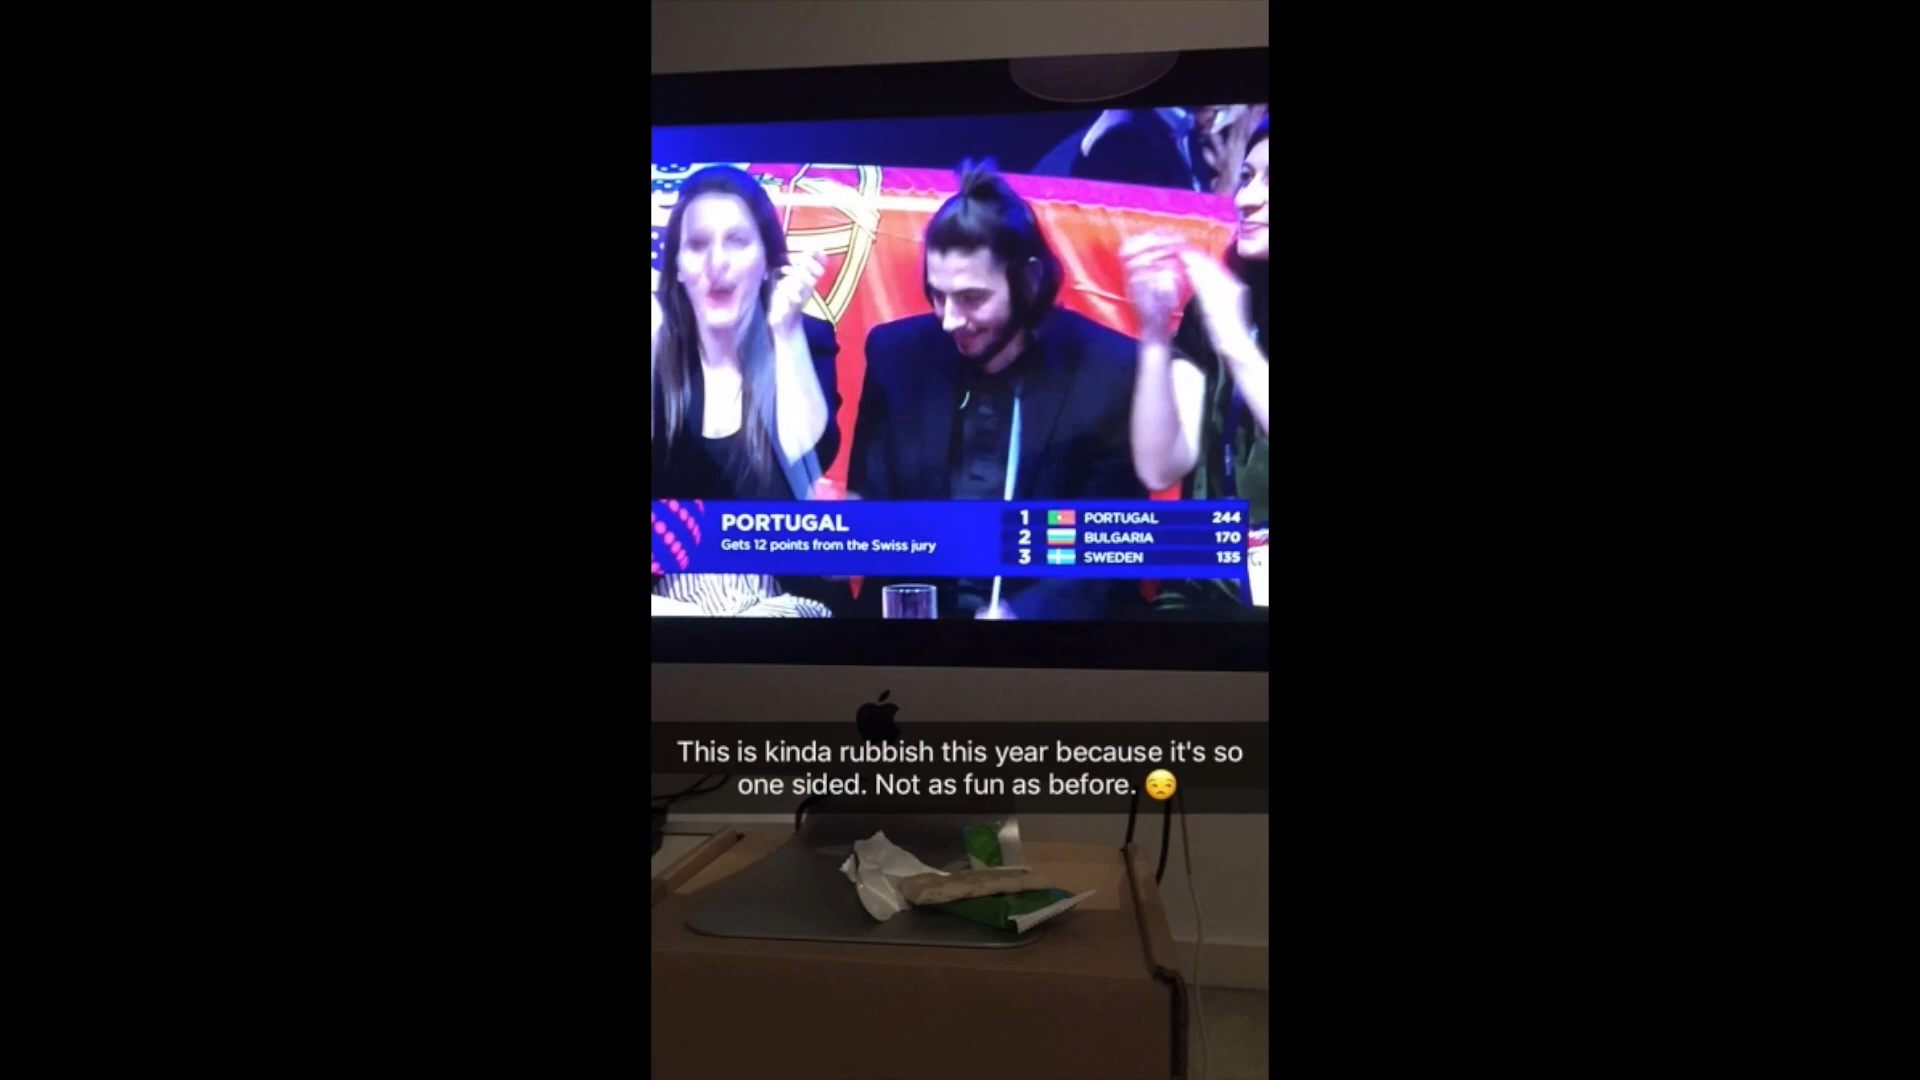 PORTUGAL
Gets 12 points from the Swiss jury
1 PORTUGAL 244
2 BULGARIA 170
3 SWEDEN 135
This is kinda rubbish this year because it's so
one sided. Not as fun as before. 😒